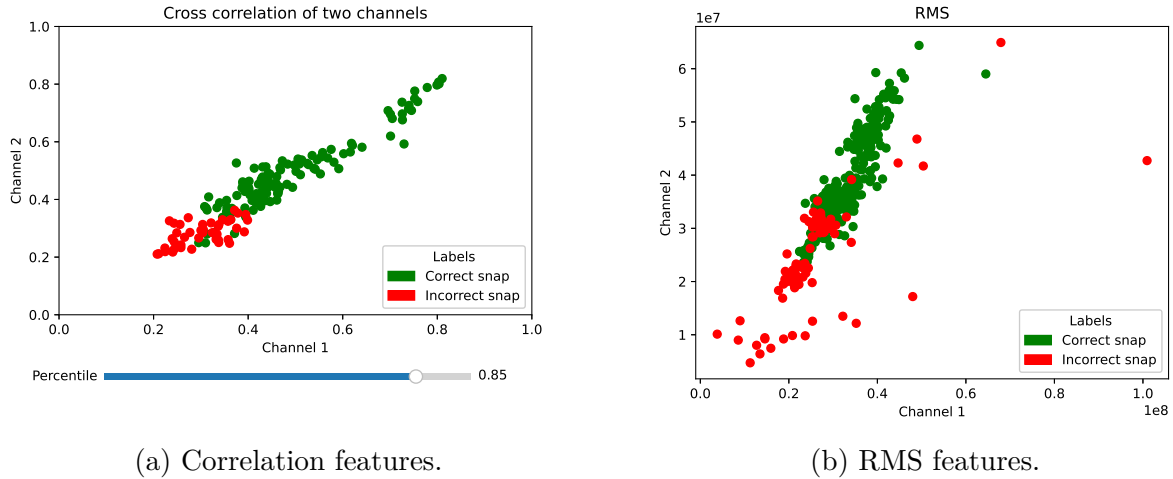 Cross correlation of two channels
1.0
0.8
0.6
0.4
0.2
0.0
Channel 2
0.0 0.2 0.4 0.6 0.8 1.0
Channel 1
Labels
Correct snap
Incorrect snap
Percentile 0.85
(a) Correlation features.
RMS
1e7
6
5
4
3
2
1
Channel 2
0.0 0.2 0.4 0.6 0.8 1.0
Channel 1
1e8
Labels
Correct snap
Incorrect snap
(b) RMS features.